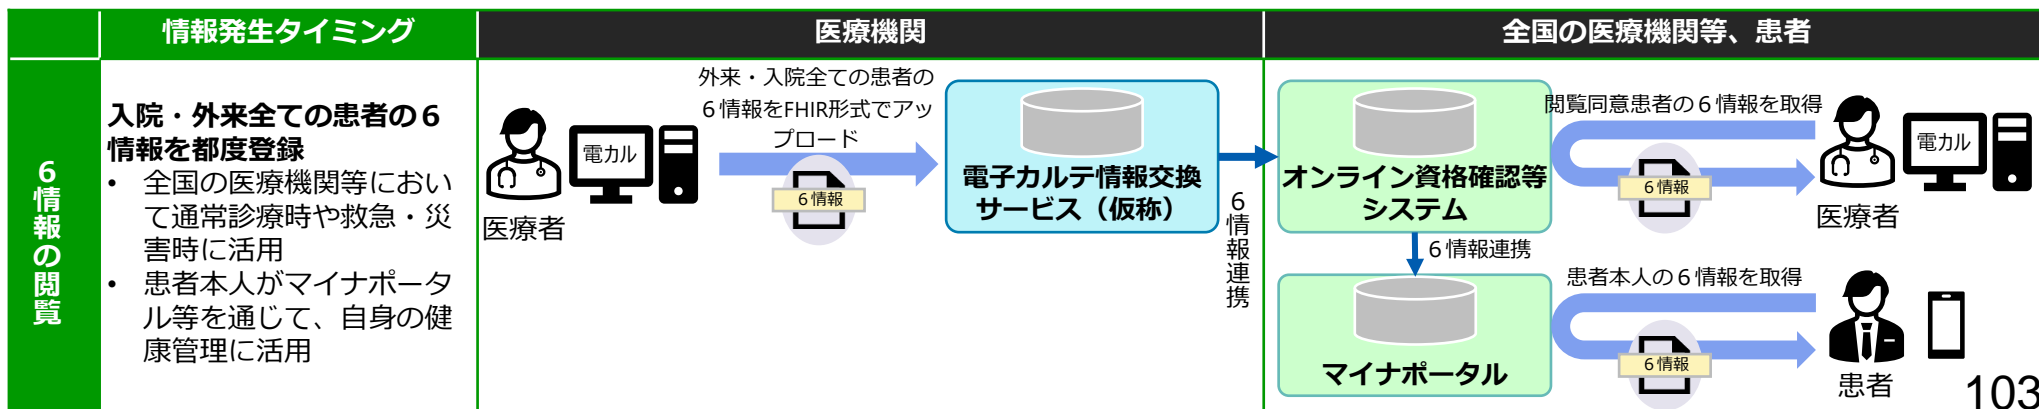 情報発生タイミング
医療機関
全国の医療機関等、患者
6情報の閲覧
入院・外来全ての患者の6
情報を都度登録
• 全国の医療機関等におい
て通常診療時や救急・災
害時に活用
• 患者本人がマイナポータ
ル等を通じて、自身の健
康管理に活用
外来・入院全ての患者の
6情報をFHIR形式でアッ
プロード
電カル
医療者
6情報
電子カルテ情報交換
サービス（仮称）
6情報連携
オンライン資格確認等
システム
6情報連携
マイナポータル
閲覧同意患者の6情報を取得
6情報
電カル
医療者
患者本人の6情報を取得
6情報
患者
103